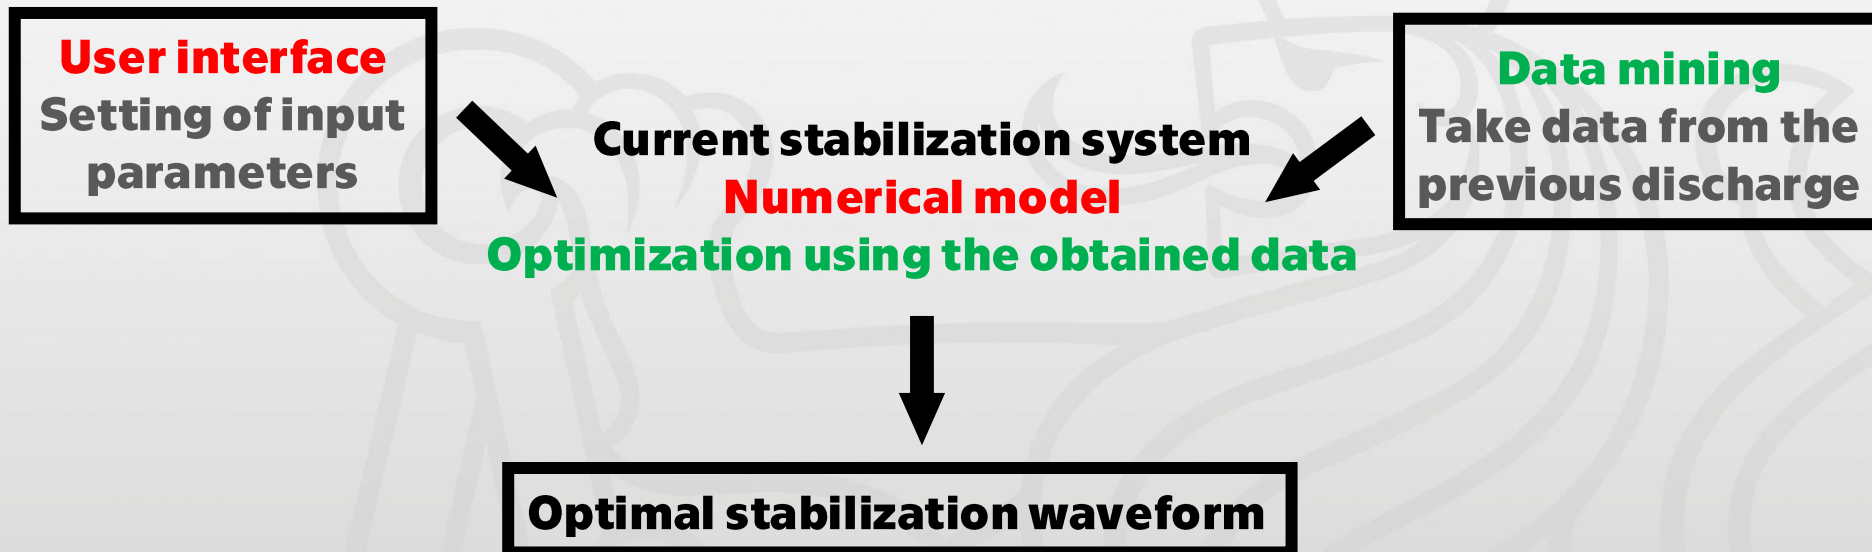 User interface
Setting of input
parameters
Data mining
Take data from the
previous discharge
Current stabilization system
Numerical model
Optimization using the obtained data
Optimal stabilization waveform